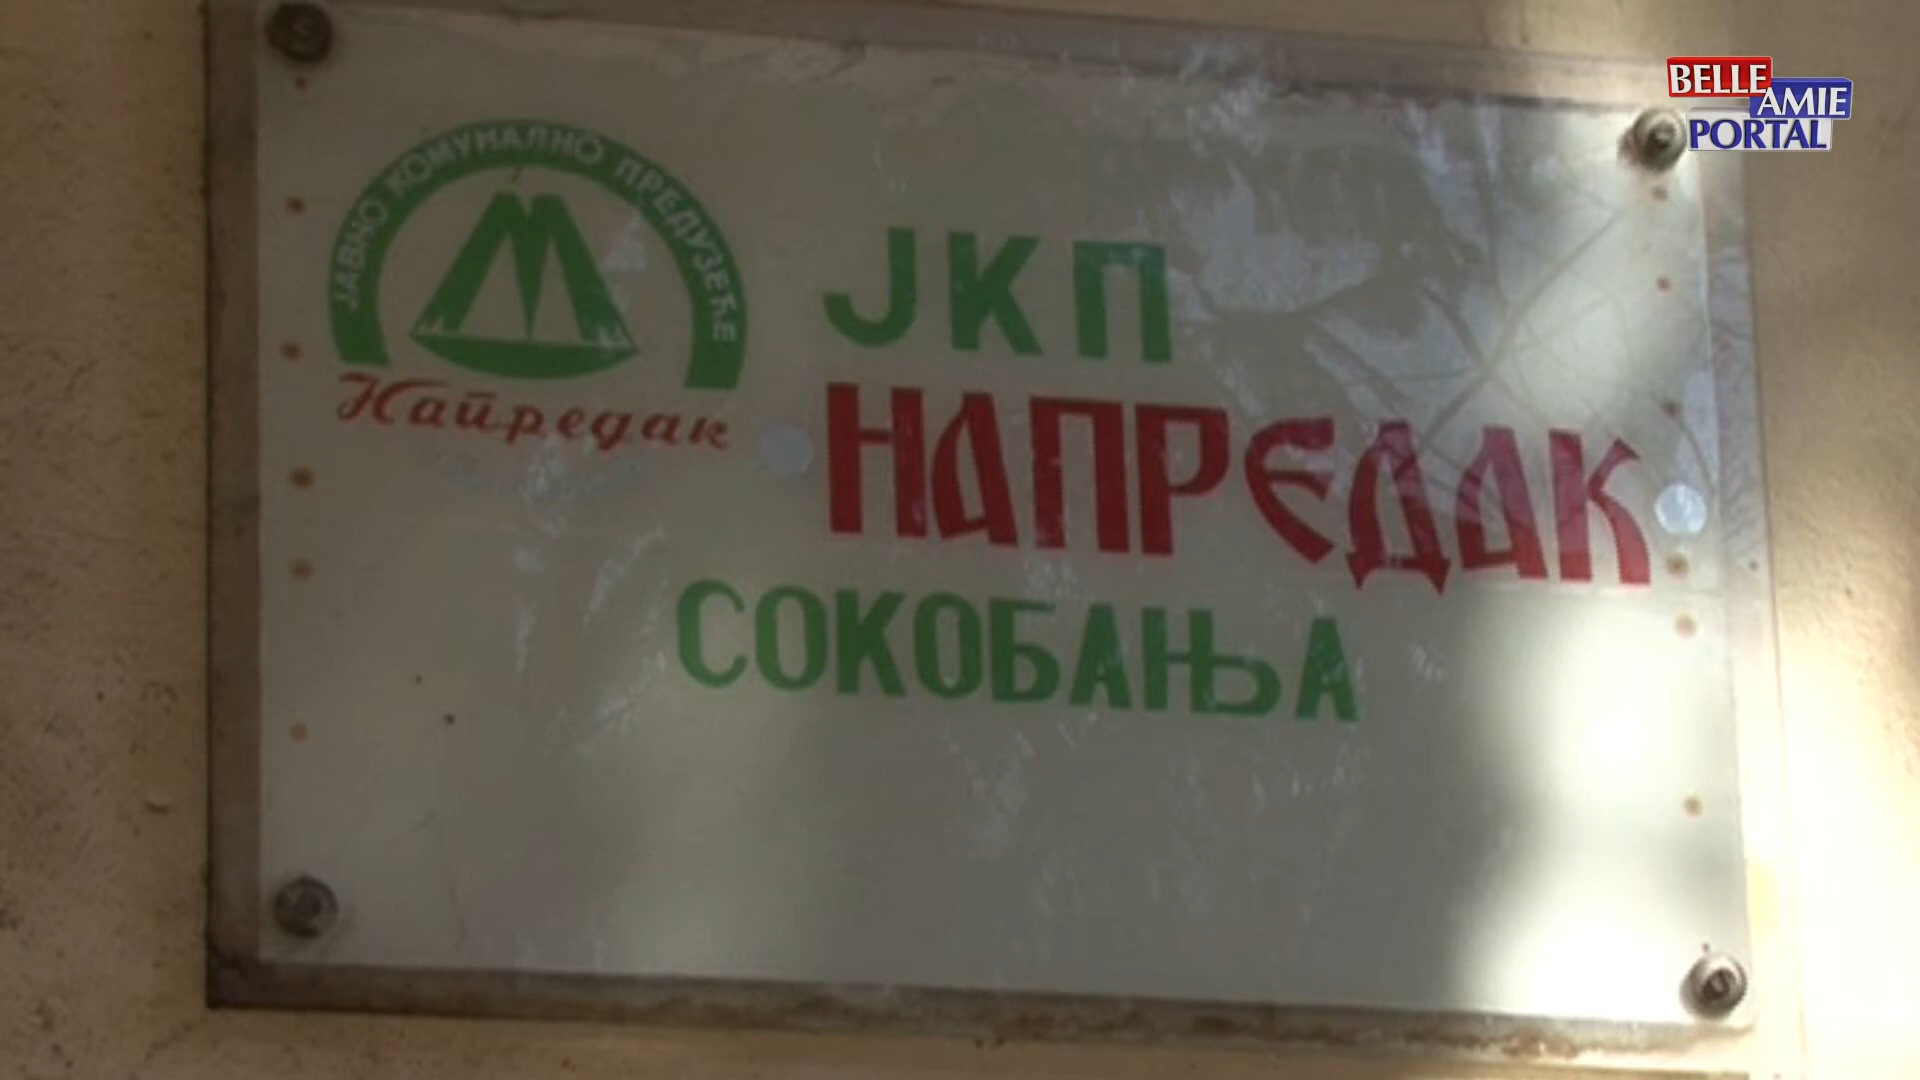 BELLE
AMIE
PORTAL
ЈАВНО КОМУНАЛНО ПРЕДУЗЕЋЕ
Напредак
ЈКП
НАПРЕДАК
СОКОБАЊА